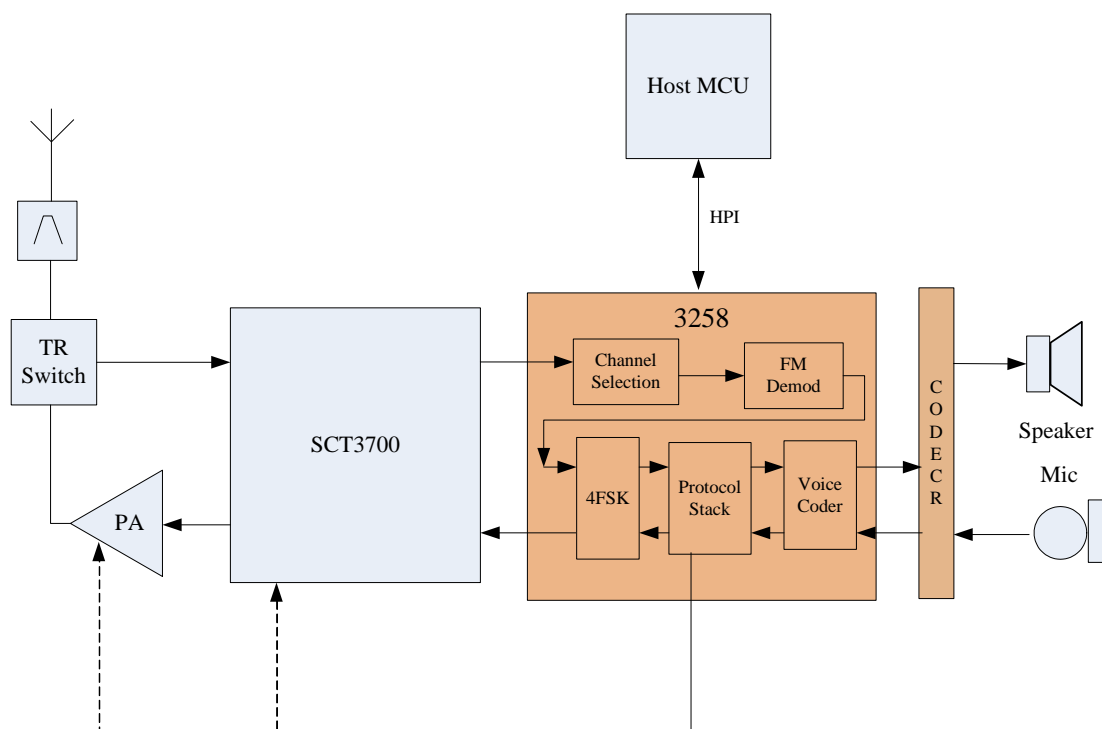 Host MCU
HPI
3258
TR
Switch
SCT3700
Channel
Selection
FM
Demod
4FSK
Protocol
Stack
Voice
Coder
C
O
D
E
C
R
Speaker
Mic
PA